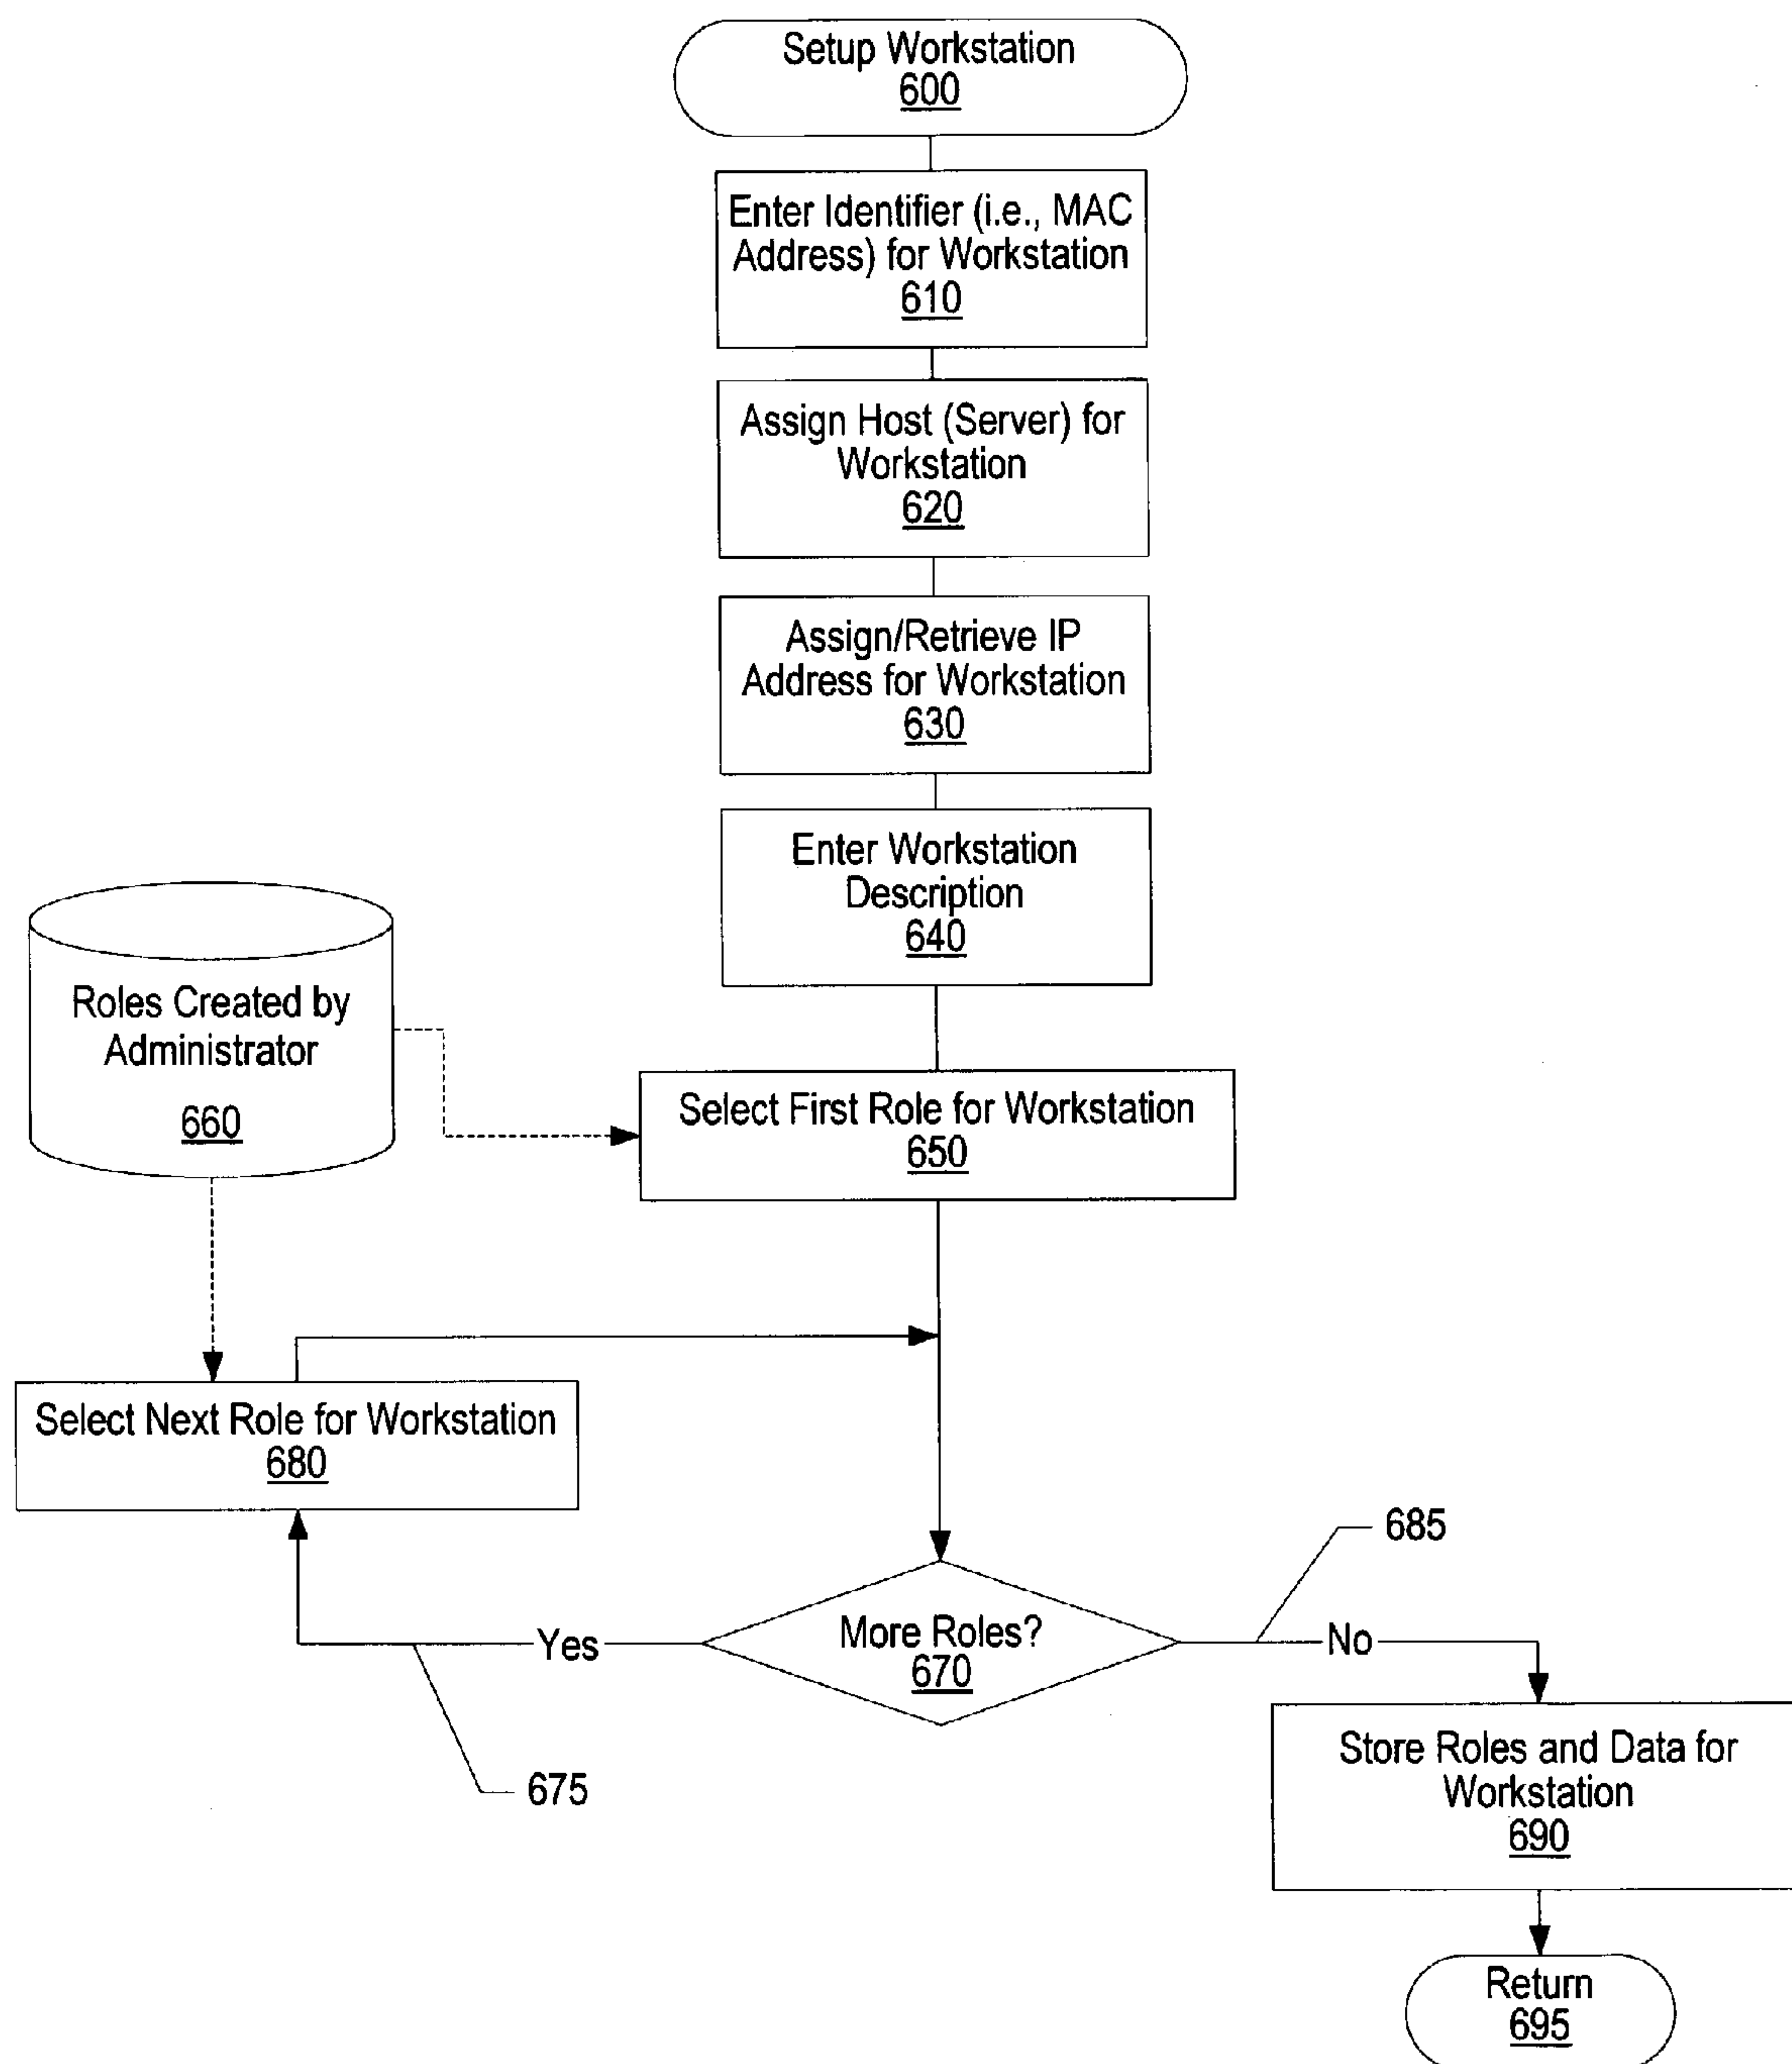 Setup Workstation
600
Enter Identifier (i.e., MAC
Address) for Workstation
610
Assign Host (Server) for
Workstation
620
Assign/Retrieve IP
Address for Workstation
630
Enter Workstation
Description
640
Roles Created by
Administrator
660
Select First Role for Workstation
650
Select Next Role for Workstation
680
685
More Roles?
670
Yes
No
675
Store Roles and Data for
Workstation
690
Return
695